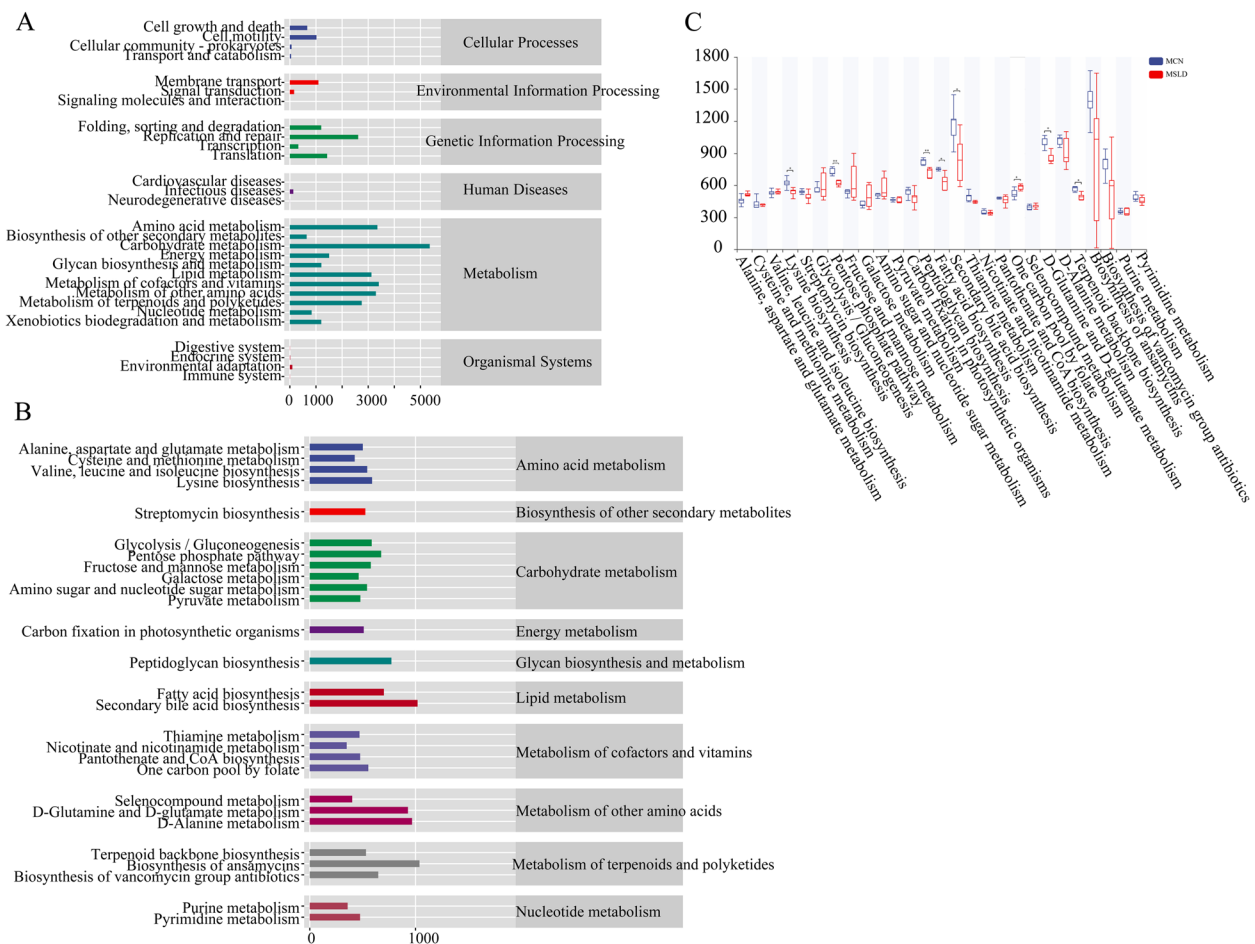 A
Cell growth and death
Cell motility
Cellular community - prokaryotes
Transport and catabolism
Cellular Processes
Membrane transport
Signal transduction
Signaling molecules and interaction
Environmental Information Processing
Folding, sorting and degradation
Replication and repair
Transcription
Translation
Genetic Information Processing
Cardiovascular diseases
Infectious diseases
Neurodegenerative diseases
Human Diseases
Amino acid metabolism
Biosynthesis of other secondary metabolites
Carbohydrate metabolism
Energy metabolism
Glycan biosynthesis and metabolism
Lipid metabolism
Metabolism of cofactors and vitamins
Metabolism of other amino acids
Metabolism of terpenoids and polyketides
Nucleotide metabolism
Xenobiotics biodegradation and metabolism
Metabolism
Digestive system
Endocrine system
Environmental adaptation
Immune system
Organismal Systems
0 1000 3000 5000
B
Alanine, aspartate and glutamate metabolism
Cysteine and methionine metabolism
Valine, leucine and isoleucine biosynthesis
Lysine biosynthesis
Amino acid metabolism
Streptomycin biosynthesis
Biosynthesis of other secondary metabolites
Glycolysis / Gluconeogenesis
Pentose phosphate pathway
Fructose and mannose metabolism
Galactose metabolism
Amino sugar and nucleotide sugar metabolism
Pyruvate metabolism
Carbohydrate metabolism
Carbon fixation in photosynthetic organisms
Energy metabolism
Peptidoglycan biosynthesis
Glycan biosynthesis and metabolism
Fatty acid biosynthesis
Secondary bile acid biosynthesis
Lipid metabolism
Thiamine metabolism
Nicotinate and nicotinamide metabolism
Pantothenate and CoA biosynthesis
One carbon pool by folate
Metabolism of cofactors and vitamins
Selenocompound metabolism
D-Glutamine and D-glutamate metabolism
D-Alanine metabolism
Metabolism of other amino acids
Terpenoid backbone biosynthesis
Biosynthesis of ansamycins
Biosynthesis of vancomycin group antibiotics
Metabolism of terpenoids and polyketides
Purine metabolism
Pyrimidine metabolism
Nucleotide metabolism
0 1000
C
MCN
MSLD
1800
1500
1200
900
600
300
0
Alanine, aspartate and glutamate metabolism
Cysteine and methionine metabolism
Valine, leucine and isoleucine biosynthesis
Lysine biosynthesis
Streptomycin biosynthesis
Glycolysis / Gluconeogenesis
Pentose phosphate pathway
Fructose and mannose metabolism
Galactose metabolism
Amino sugar and nucleotide sugar metabolism
Pyruvate metabolism
Carbon fixation in photosynthetic organisms
Peptidoglycan biosynthesis
Fatty acid biosynthesis
Secondary bile acid biosynthesis
Thiamine metabolism
Nicotinate and nicotinamide metabolism
Pantothenate and CoA biosynthesis
One carbon pool by folate
Selenocompound metabolism
D-Glutamine and D-glutamate metabolism
D-Alanine metabolism
Terpenoid backbone biosynthesis
Biosynthesis of ansamycins
Biosynthesis of vancomycin group antibiotics
Purine metabolism
Pyrimidine metabolism